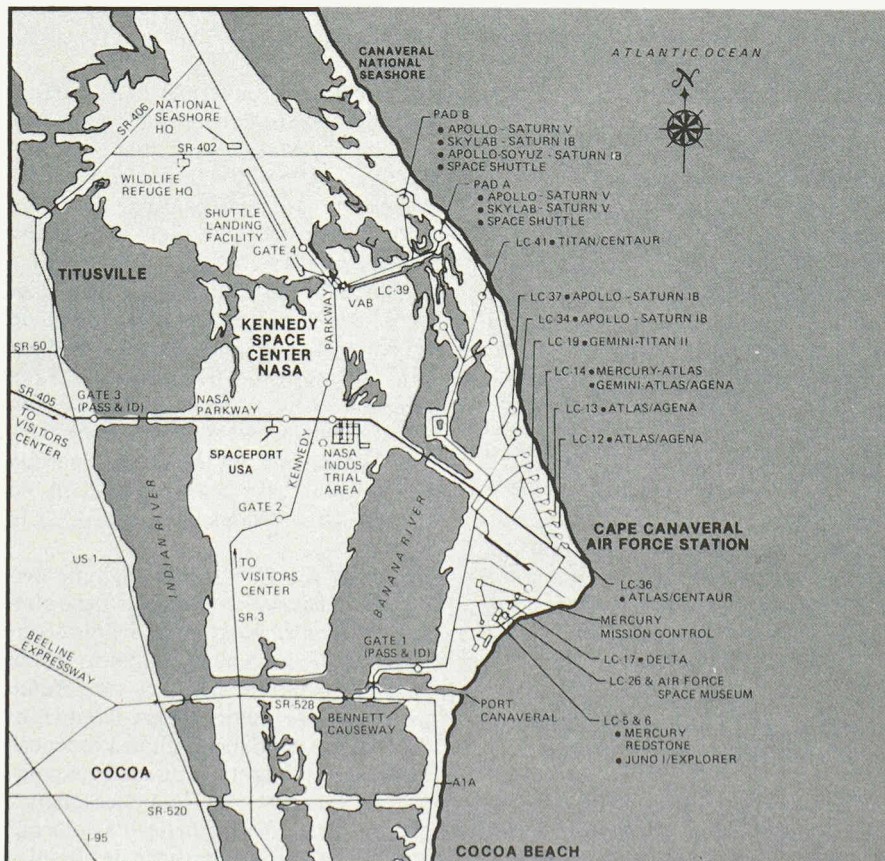 CANAVERAL
NATIONAL
SEASHORE
ATLANTIC OCEAN
N
SR-406
NATIONAL
SEASHORE
HQ
SR-402
WILDLIFE
REFUGE HQ
PAD B
● APOLLO - SATURN V
● SKYLAB - SATURN IB
● APOLLO-SOYUZ - SATURN IB
● SPACE SHUTTLE
PAD A
● APOLLO - SATURN V
● SKYLAB - SATURN V
● SPACE SHUTTLE
SHUTTLE
LANDING
FACILITY
GATE 4
LC-41 ● TITAN/CENTAUR
TITUSVILLE
LC-39
VAB
LC-37 ● APOLLO - SATURN IB
LC-34 ● APOLLO - SATURN IB
LC-19 ● GEMINI-TITAN II
LC-14 ● MERCURY-ATLAS
● GEMINI-ATLAS/AGENA
LC-13 ● ATLAS/AGENA
LC 12 ● ATLAS/AGENA
KENNEDY
SPACE
CENTER
NASA
PARKWAY
SR-50
SR-405
TO
VISITORS
CENTER
GATE 3
(PASS & ID)
NASA
PARKWAY
SPACEPORT
USA
KENNEDY
NASA
INDUS
TRIAL
AREA
GATE 2
INDIAN RIVER
BANANA RIVER
CAPE CANAVERAL
AIR FORCE STATION
US 1
TO
VISITORS
CENTER
SR-3
LC-36
● ATLAS/CENTAUR
MERCURY
MISSION CONTROL
LC-17 ● DELTA
LC-26 & AIR FORCE
SPACE MUSEUM
LC-5 & 6
● MERCURY
REDSTONE
● JUNO I/EXPLORER
GATE 1
(PASS & ID)
BEELINE
EXPRESSWAY
SR-528
BENNETT
CAUSEWAY
PORT
CANAVERAL
COCOA
A1A
SR-520
I-95
COCOA BEACH